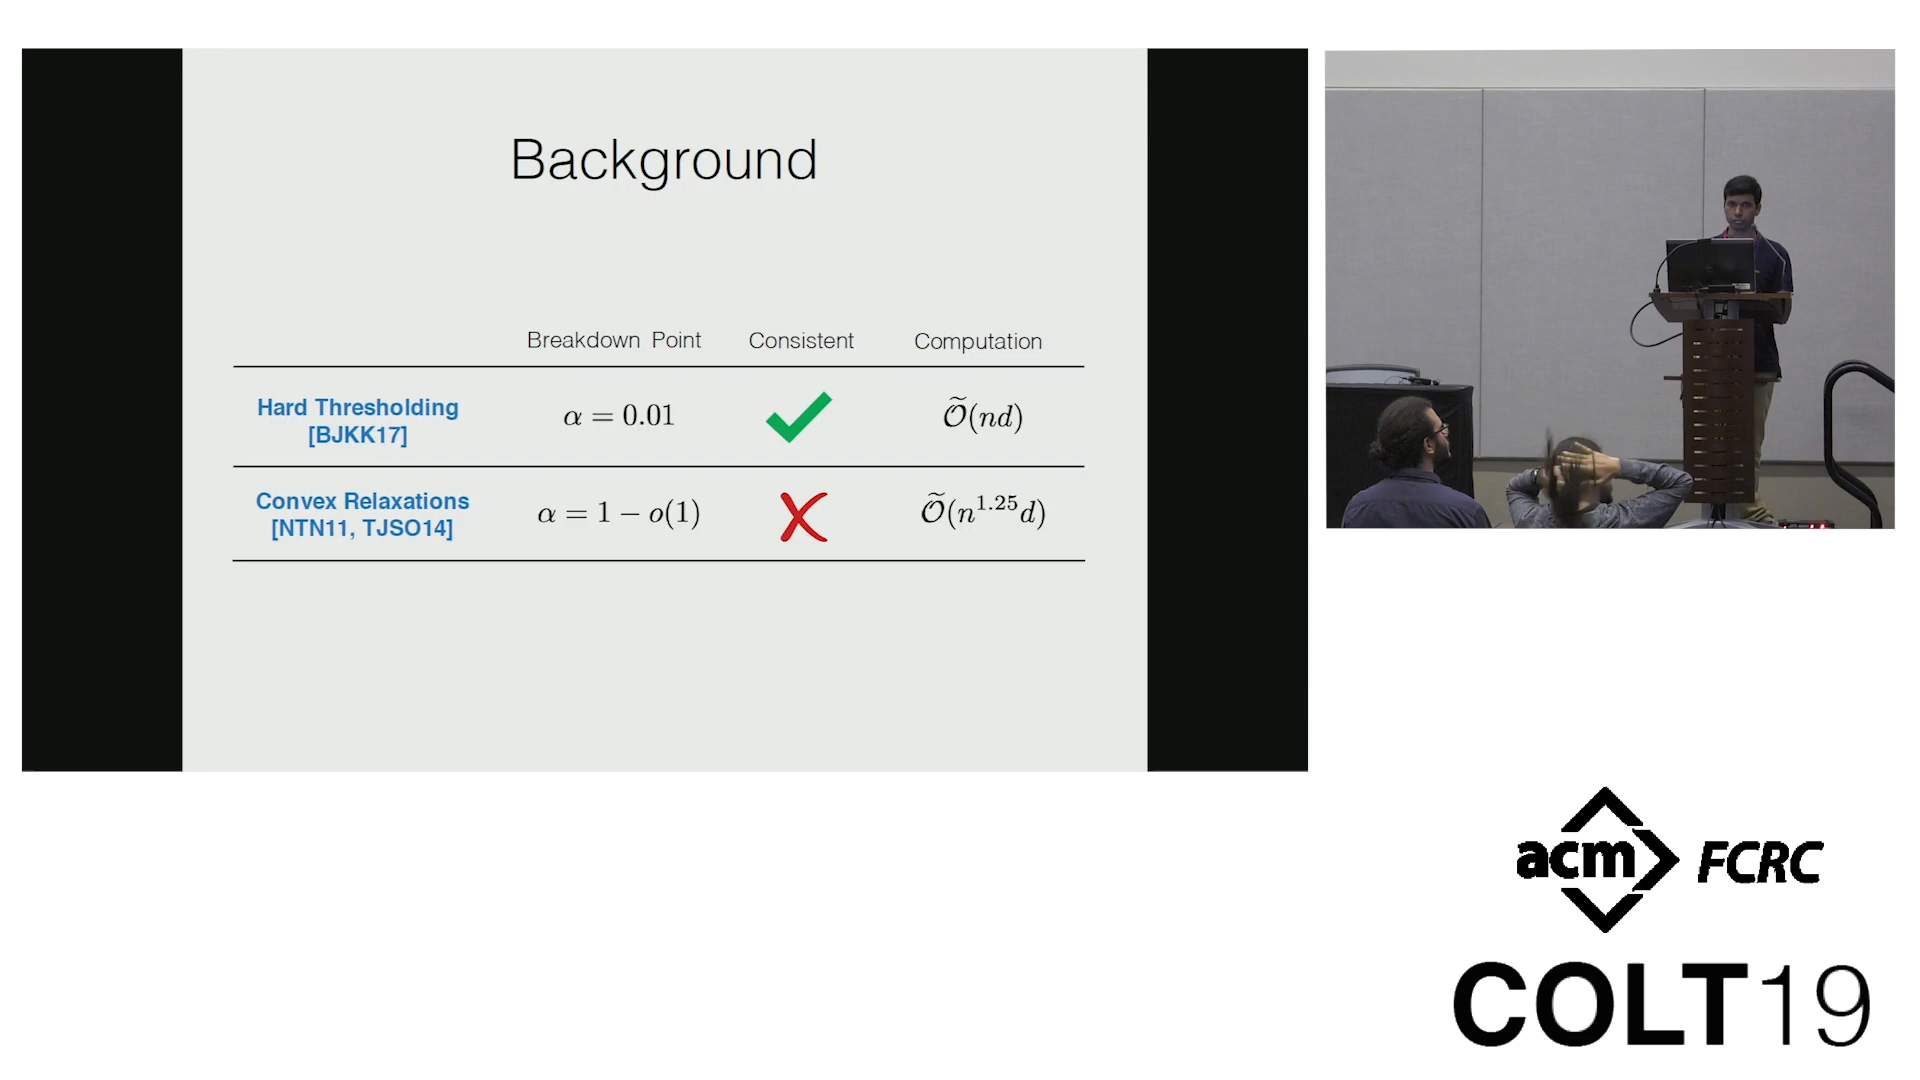 Background
Breakdown Point Consistent Computation
Hard Thresholding
[BJKK17]
α = 0.01
Õ(nd)
Convex Relaxations
[NTN11, TJSO14]
α = 1 − o(1)
Õ(n^1.25 d)
acm FCRC
COLT19